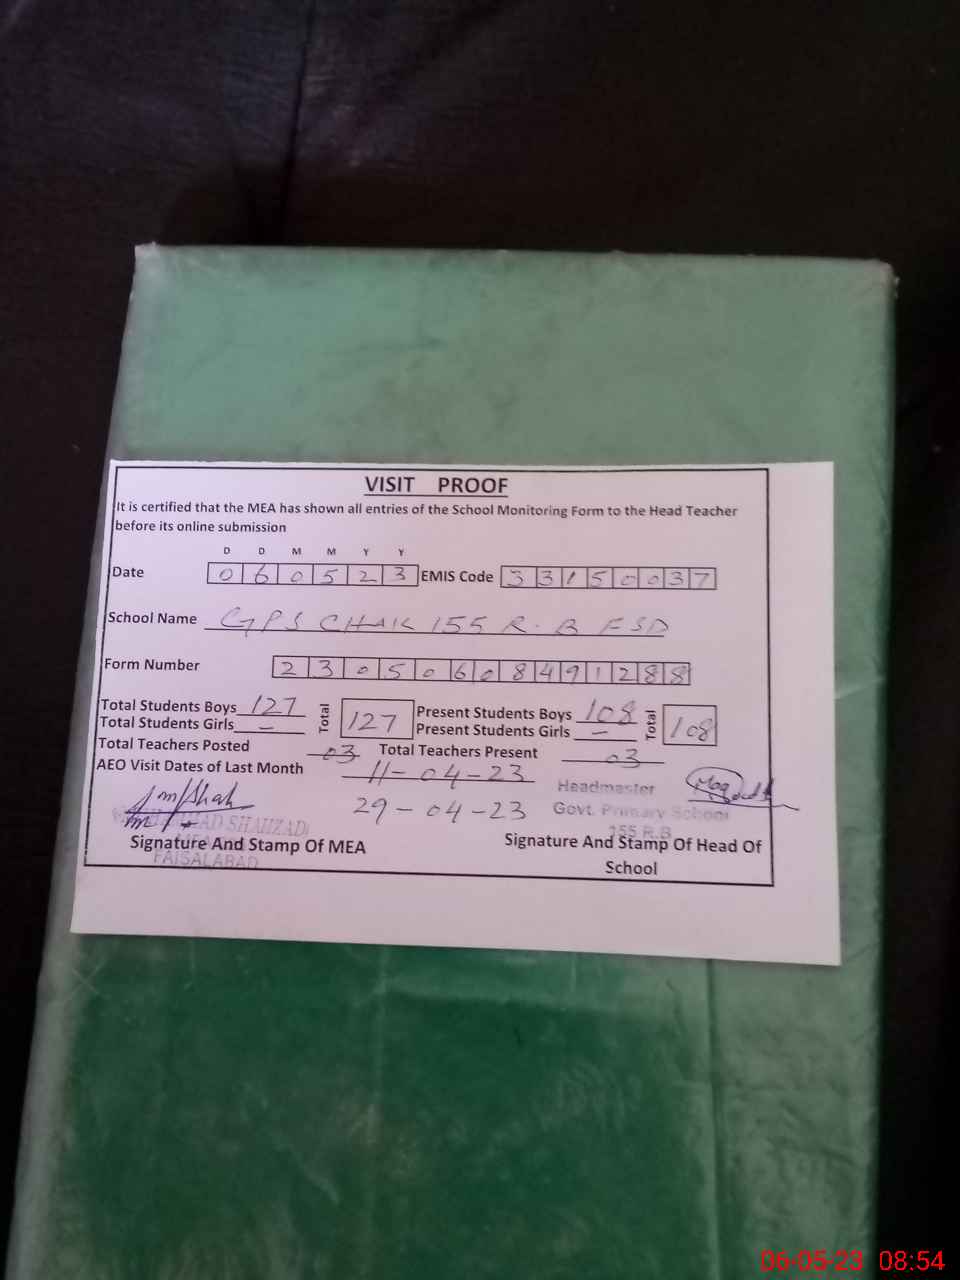 VISIT PROOF
It is certified that the MEA has shown all entries of the School Monitoring Form to the Head Teacher
before its online submission
D D M M Y Y
Date 0 6 0 5 2 3 EMIS Code 3 3 1 5 0 0 3 7
School Name GPS CHAK 155 R.B FSD
Form Number 2 3 0 5 0 6 0 8 4 9 1 2 8 8
Total Students Boys 127 Total 127 Present Students Boys 108 Total 108
Total Students Girls - Present Students Girls -
Total Teachers Posted 03 Total Teachers Present 03
AEO Visit Dates of Last Month 11-04-23
29-04-23
Headmaster
Govt. Primary School
155 R.B
SHAHZAD
FAISALABAD
Signature And Stamp Of MEA
Signature And Stamp Of Head Of
School
06-05-23 08:54